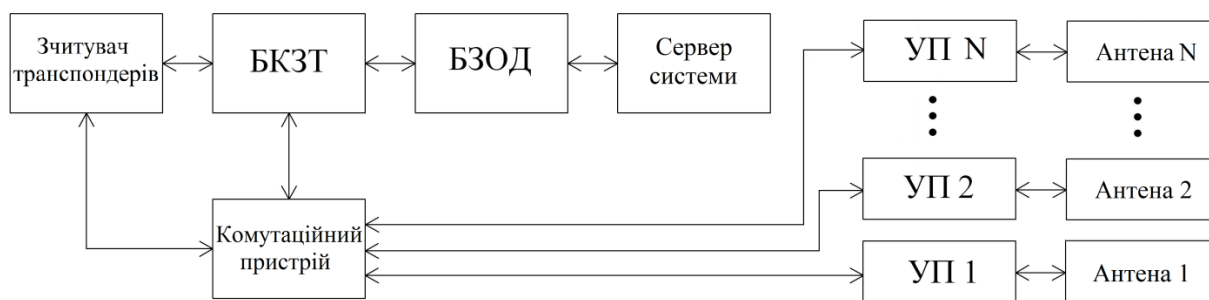 Зчитувач
транспондерів
БКЗТ
БЗОД
Сервер
системи
УП N
Антена N
УП 2
Антена 2
Комутаційний
пристрій
УП 1
Антена 1